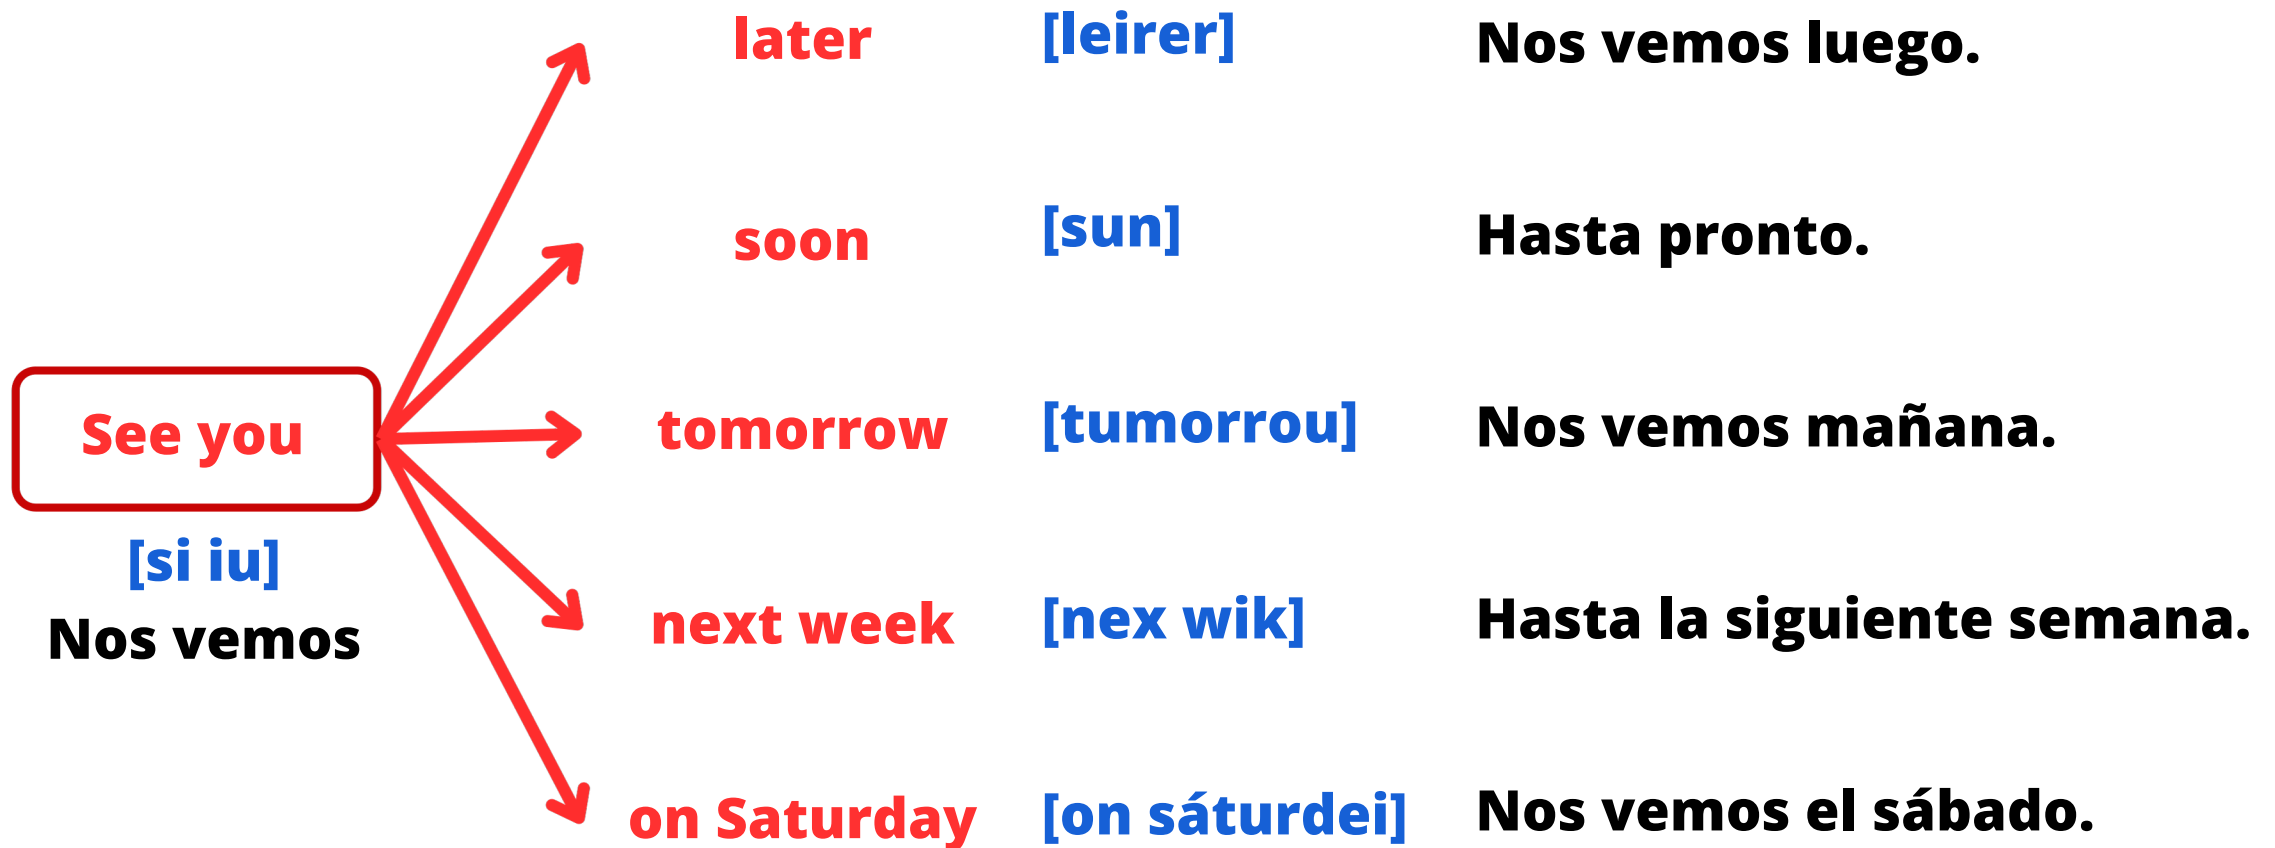 later [leirer] Nos vemos luego.
soon [sun] Hasta pronto.
See you
[si iu]
Nos vemos
tomorrow [tumorrou] Nos vemos mañana.
next week [nex wik] Hasta la siguiente semana.
on Saturday [on sáturdei] Nos vemos el sábado.